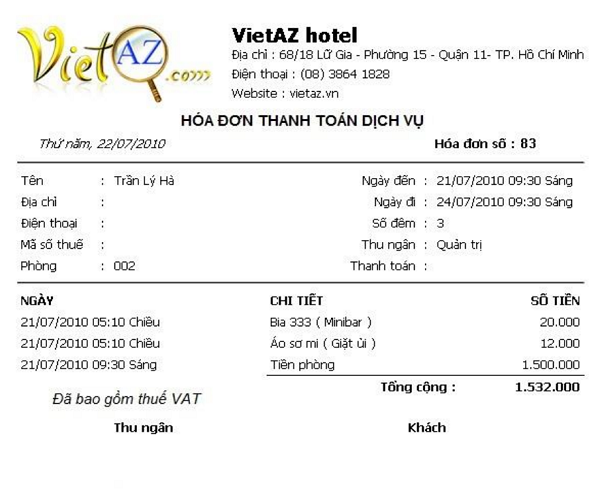 VietAZ.com
VietAZ hotel
Địa chỉ : 68/18 Lữ Gia - Phường 15 - Quận 11- TP. Hồ Chí Minh
Điện thoại : (08) 3864 1828
Website : vietaz.vn
HÓA ĐƠN THANH TOÁN DỊCH VỤ
Thứ năm, 22/07/2010 Hóa đơn số : 83
Tên : Trần Lý Hà Ngày đến : 21/07/2010 09:30 Sáng
Địa chỉ : Ngày đi : 24/07/2010 09:30 Sáng
Điện thoại : Số đêm : 3
Mã số thuế : Thu ngân : Quản trị
Phòng : 002 Thanh toán :
NGÀY CHI TIẾT SỐ TIỀN
21/07/2010 05:10 Chiều Bia 333 ( Minibar ) 20.000
21/07/2010 05:10 Chiều Áo sơ mi ( Giặt ủi ) 12.000
21/07/2010 09:30 Sáng Tiền phòng 1.500.000
Tổng cộng : 1.532.000
Đã bao gồm thuế VAT
Thu ngân Khách